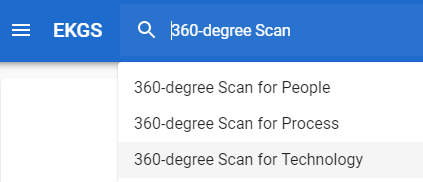 EKGS 360-degree Scan
360-degree Scan for People
360-degree Scan for Process
360-degree Scan for Technology